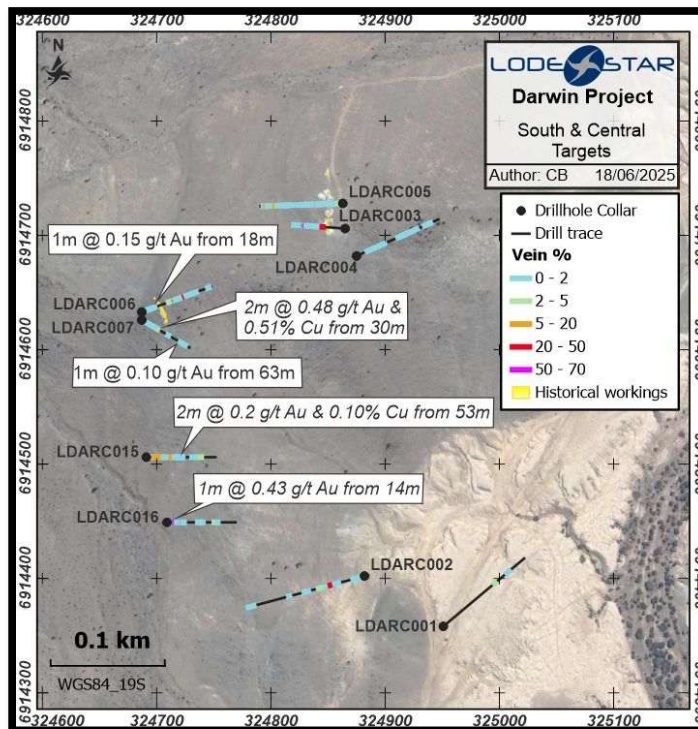 324600 324700 324800 324900 325000 325100
N
LODESTAR
Darwin Project
South & Central
Targets
Author: CB 18/06/2025
Drillhole Collar
Drill trace
Vein %
0 - 2
2 - 5
5 - 20
20 - 50
50 - 70
Historical workings
6914800
6914700
6914600
6914500
6914400
6914300
LDARC005
LDARC003
LDARC004
1m @ 0.15 g/t Au from 18m
LDARC006
LDARC007
2m @ 0.48 g/t Au &
0.51% Cu from 30m
1m @ 0.10 g/t Au from 63m
2m @ 0.2 g/t Au & 0.10% Cu from 53m
LDARC015
1m @ 0.43 g/t Au from 14m
LDARC016
LDARC002
LDARC001
0.1 km
WGS84_19S
324600 324700 324800 324900 325000 325100